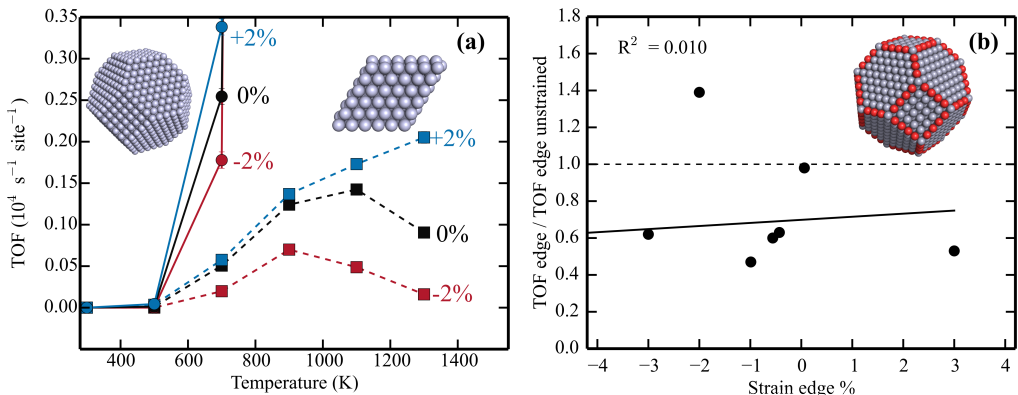 (a)
+2%
0%
-2%
+2%
0%
-2%
0.35
0.30
0.25
0.20
0.15
0.10
0.05
0.00
TOF (10⁴ s⁻¹ site⁻¹)
400 600 800 1000 1200 1400
Temperature (K)
(b)
R² = 0.010
1.8
1.6
1.4
1.2
1.0
0.8
0.6
0.4
0.2
0.0
TOF edge / TOF edge unstrained
−4 −3 −2 −1 0 1 2 3 4
Strain edge %